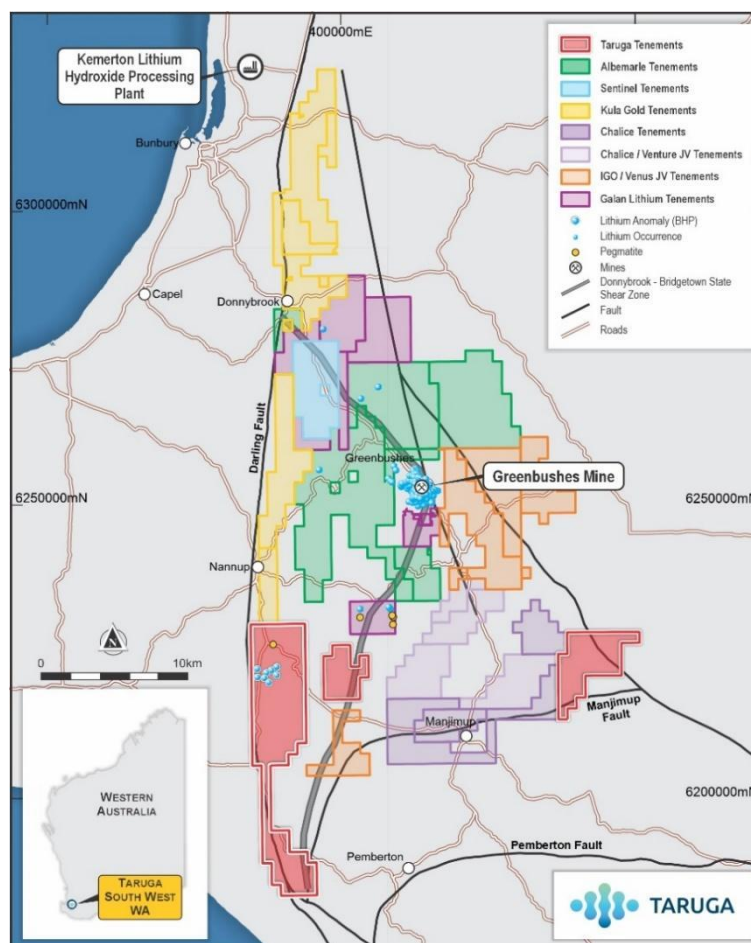 400000mE
Kemerton Lithium
Hydroxide Processing
Plant
Bunbury
6300000mN
Capel
Donnybrook
Taruga Tenements
Albemarle Tenements
Sentinel Tenements
Kula Gold Tenements
Chalice Tenements
Chalice / Venture JV Tenements
IGO / Venus JV Tenements
Galan Lithium Tenements
Lithium Anomaly (BHP)
Lithium Occurrence
Pegmatite
Mines
Donnybrook - Bridgetown State
Shear Zone
Fault
Roads
Darling Fault
Greenbushes
Greenbushes Mine
6250000mN
6250000mN
Nannup
0
10km
Manjimup
Manjimup
Fault
6200000mN
WESTERN
AUSTRALIA
TARUGA
SOUTH WEST
WA
Pemberton
Pemberton Fault
TARUGA